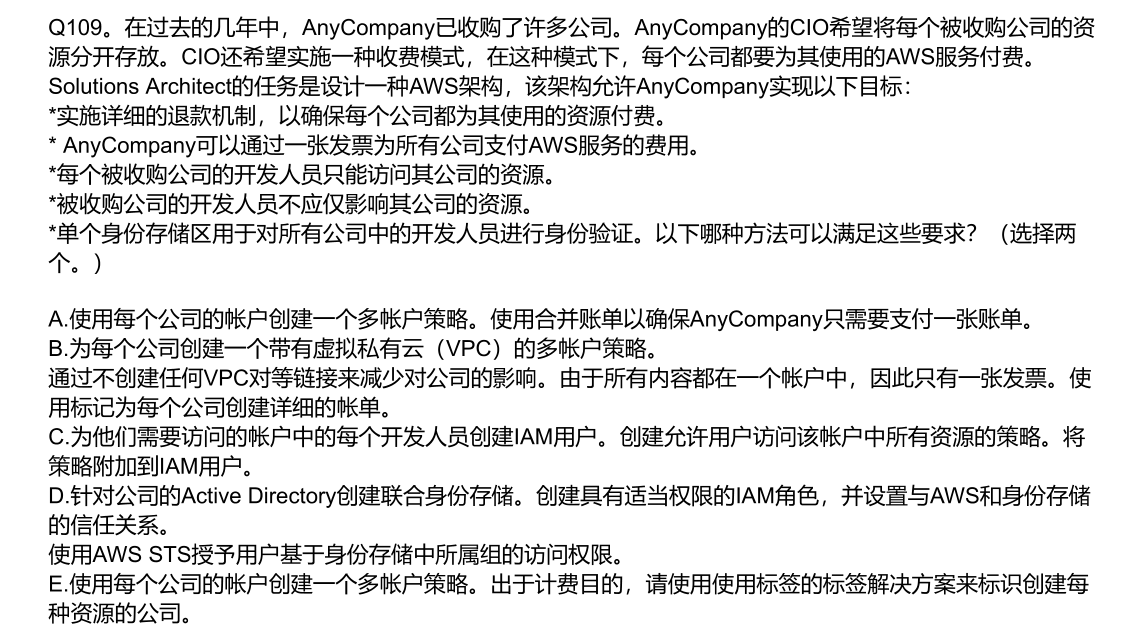 Q109。在过去的几年中，AnyCompany已收购了许多公司。AnyCompany的CIO希望将每个被收购公司的资
源分开存放。CIO还希望实施一种收费模式，在这种模式下，每个公司都要为其使用的AWS服务付费。
Solutions Architect的任务是设计一种AWS架构，该架构允许AnyCompany实现以下目标：
*实施详细的退款机制，以确保每个公司都为其使用的资源付费。
* AnyCompany可以通过一张发票为所有公司支付AWS服务的费用。
*每个被收购公司的开发人员只能访问其公司的资源。
*被收购公司的开发人员不应仅影响其公司的资源。
*单个身份存储区用于对所有公司中的开发人员进行身份验证。以下哪种方法可以满足这些要求？（选择两
个。）
A.使用每个公司的帐户创建一个多帐户策略。使用合并账单以确保AnyCompany只需要支付一张账单。
B.为每个公司创建一个带有虚拟私有云（VPC）的多帐户策略。
通过不创建任何VPC对等链接来减少对公司的影响。由于所有内容都在一个帐户中，因此只有一张发票。使
用标记为每个公司创建详细的帐单。
C.为他们需要访问的帐户中的每个开发人员创建IAM用户。创建允许用户访问该帐户中所有资源的策略。将
策略附加到IAM用户。
D.针对公司的Active Directory创建联合身份存储。创建具有适当权限的IAM角色，并设置与AWS和身份存储
的信任关系。
使用AWS STS授予用户基于身份存储中所属组的访问权限。
E.使用每个公司的帐户创建一个多帐户策略。出于计费目的，请使用使用标签的标签解决方案来标识创建每
种资源的公司。